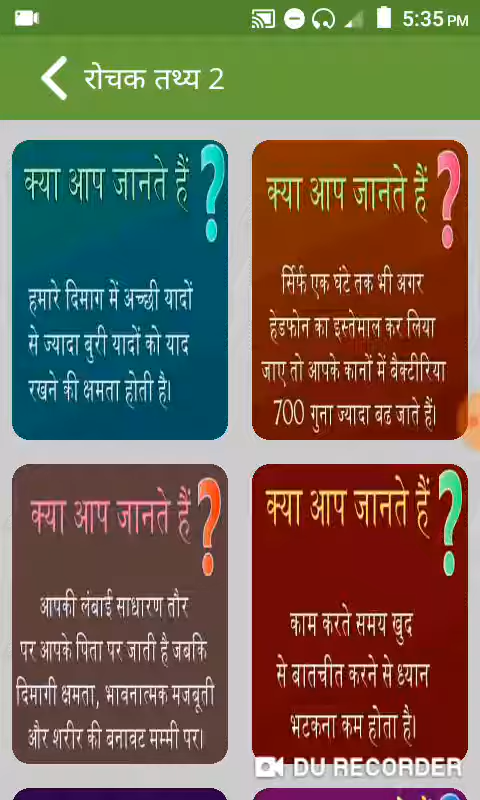 5:35 PM
रोचक तथ्य 2
क्या आप जानते हैं ?
हमारे दिमाग में अच्छी यादों
से ज्यादा बुरी यादों को याद
रखने की क्षमता होती है।
क्या आप जानते हैं ?
सिर्फ एक घंटे तक भी अगर
हेडफोन का इस्तेमाल कर लिया
जाए तो आपके कानों में बैक्टीरिया
700 गुना ज्यादा बढ जाते हैं।
क्या आप जानते हैं ?
आपकी लंबाई साधारण तौर
पर आपके पिता पर जाती है जबकि
दिमागी क्षमता, भावनात्मक मजबूती
और शरीर की बनावट मम्मी पर।
क्या आप जानते हैं ?
काम करते समय खुद
से बातचीत करने से ध्यान
भटकना कम होता है।
DU RECORDER